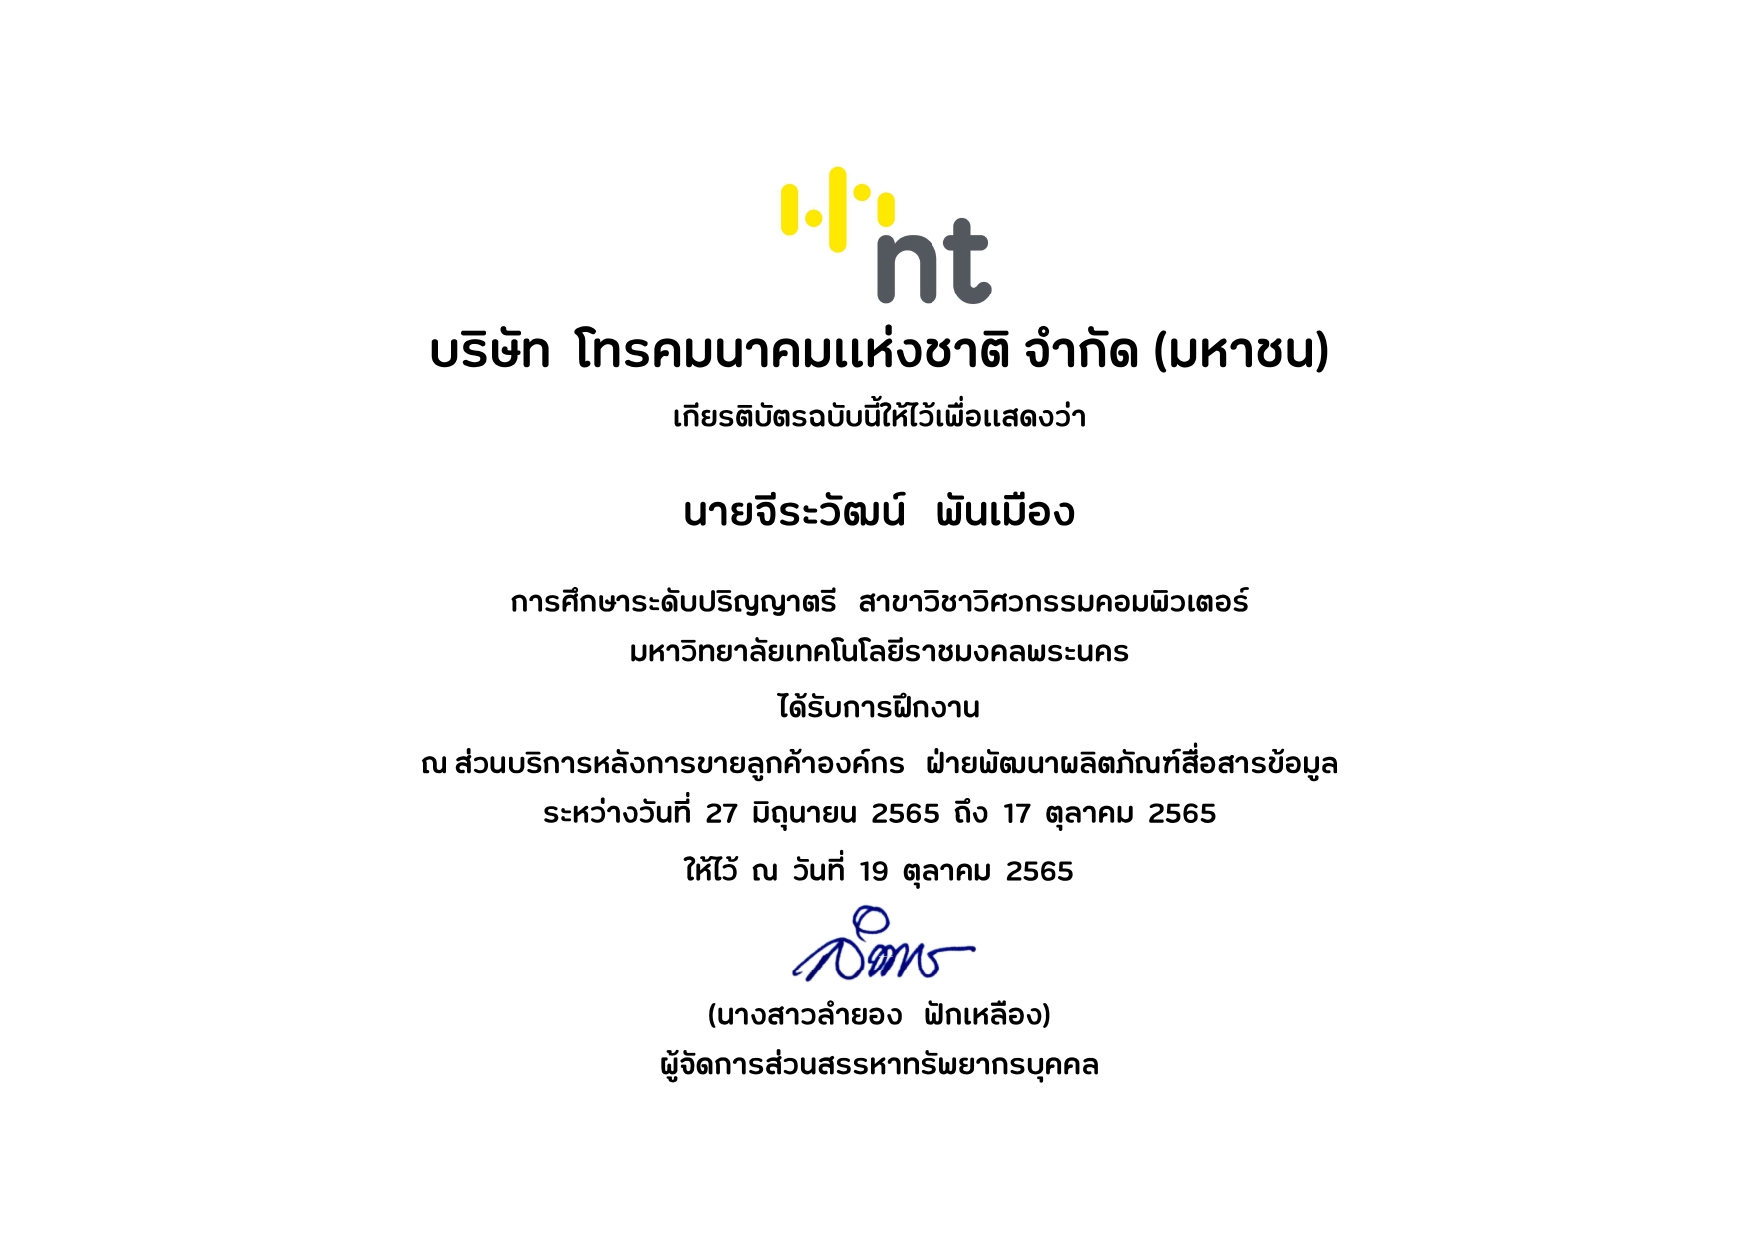 nt
บริษัท โทรคมนาคมแห่งชาติ จำกัด (มหาชน)
เกียรติบัตรฉบับนี้ให้ไว้เพื่อแสดงว่า
นายจีระวัฒน์ พันเมือง
การศึกษาระดับปริญญาตรี สาขาวิชาวิศวกรรมคอมพิวเตอร์
มหาวิทยาลัยเทคโนโลยีราชมงคลพระนคร
ได้รับการฝึกงาน
ณ ส่วนบริการหลังการขายลูกค้าองค์กร ฝ่ายพัฒนาผลิตภัณฑ์สื่อสารข้อมูล
ระหว่างวันที่ 27 มิถุนายน 2565 ถึง 17 ตุลาคม 2565
ให้ไว้ ณ วันที่ 19 ตุลาคม 2565
(นางสาวลำยอง ฟักเหลือง)
ผู้จัดการส่วนสรรหาทรัพยากรบุคคล